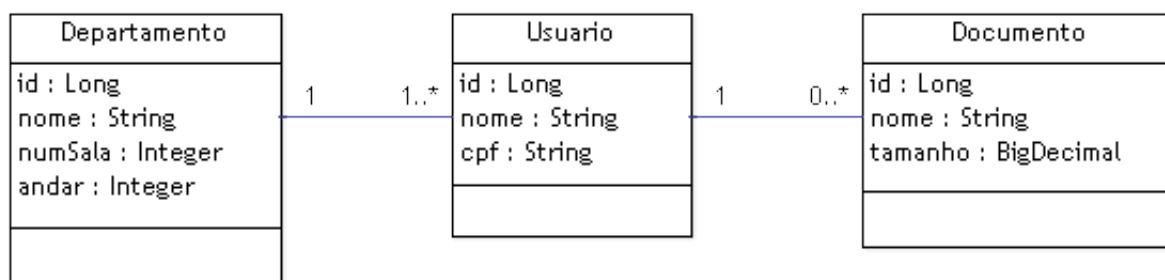 Departamento
id : Long
nome : String
numSala : Integer
andar : Integer
1
1..*
Usuario
id : Long
nome : String
cpf : String
1
0..*
Documento
id : Long
nome : String
tamanho : BigDecimal